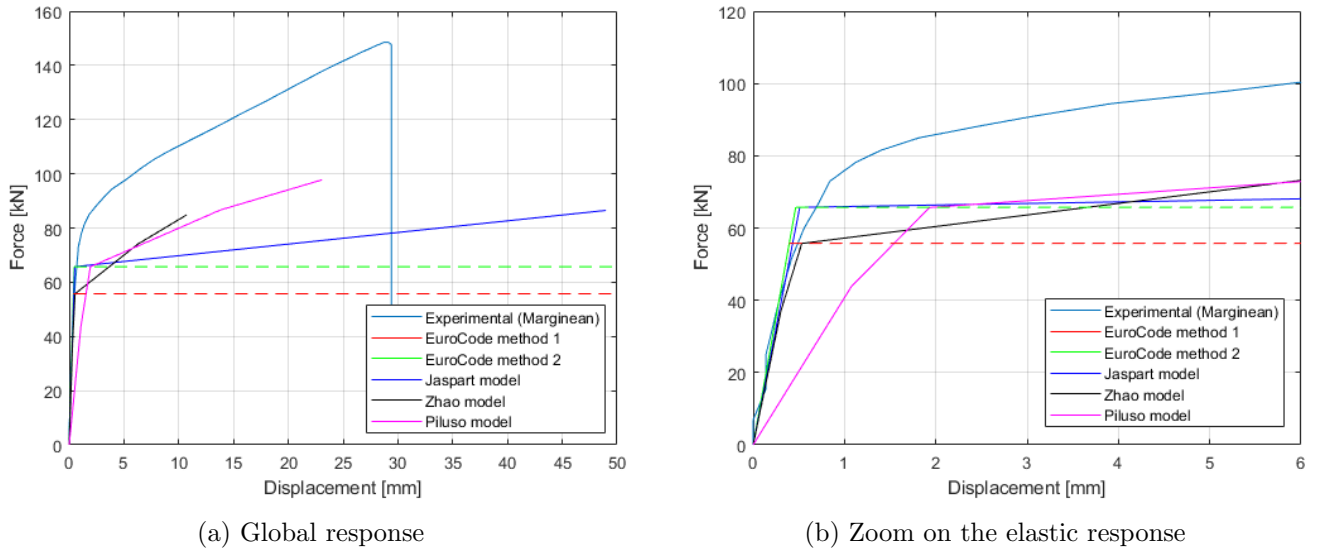 160
140
120
100
80
60
40
20
0
Force [kN]
0 5 10 15 20 25 30 35 40 45 50
Displacement [mm]
Experimental (Marginean)
EuroCode method 1
EuroCode method 2
Jaspart model
Zhao model
Piluso model
(a) Global response
120
100
80
60
40
20
0
Force [kN]
0 1 2 3 4 5 6
Displacement [mm]
Experimental (Marginean)
EuroCode method 1
EuroCode method 2
Jaspart model
Zhao model
Piluso model
(b) Zoom on the elastic response